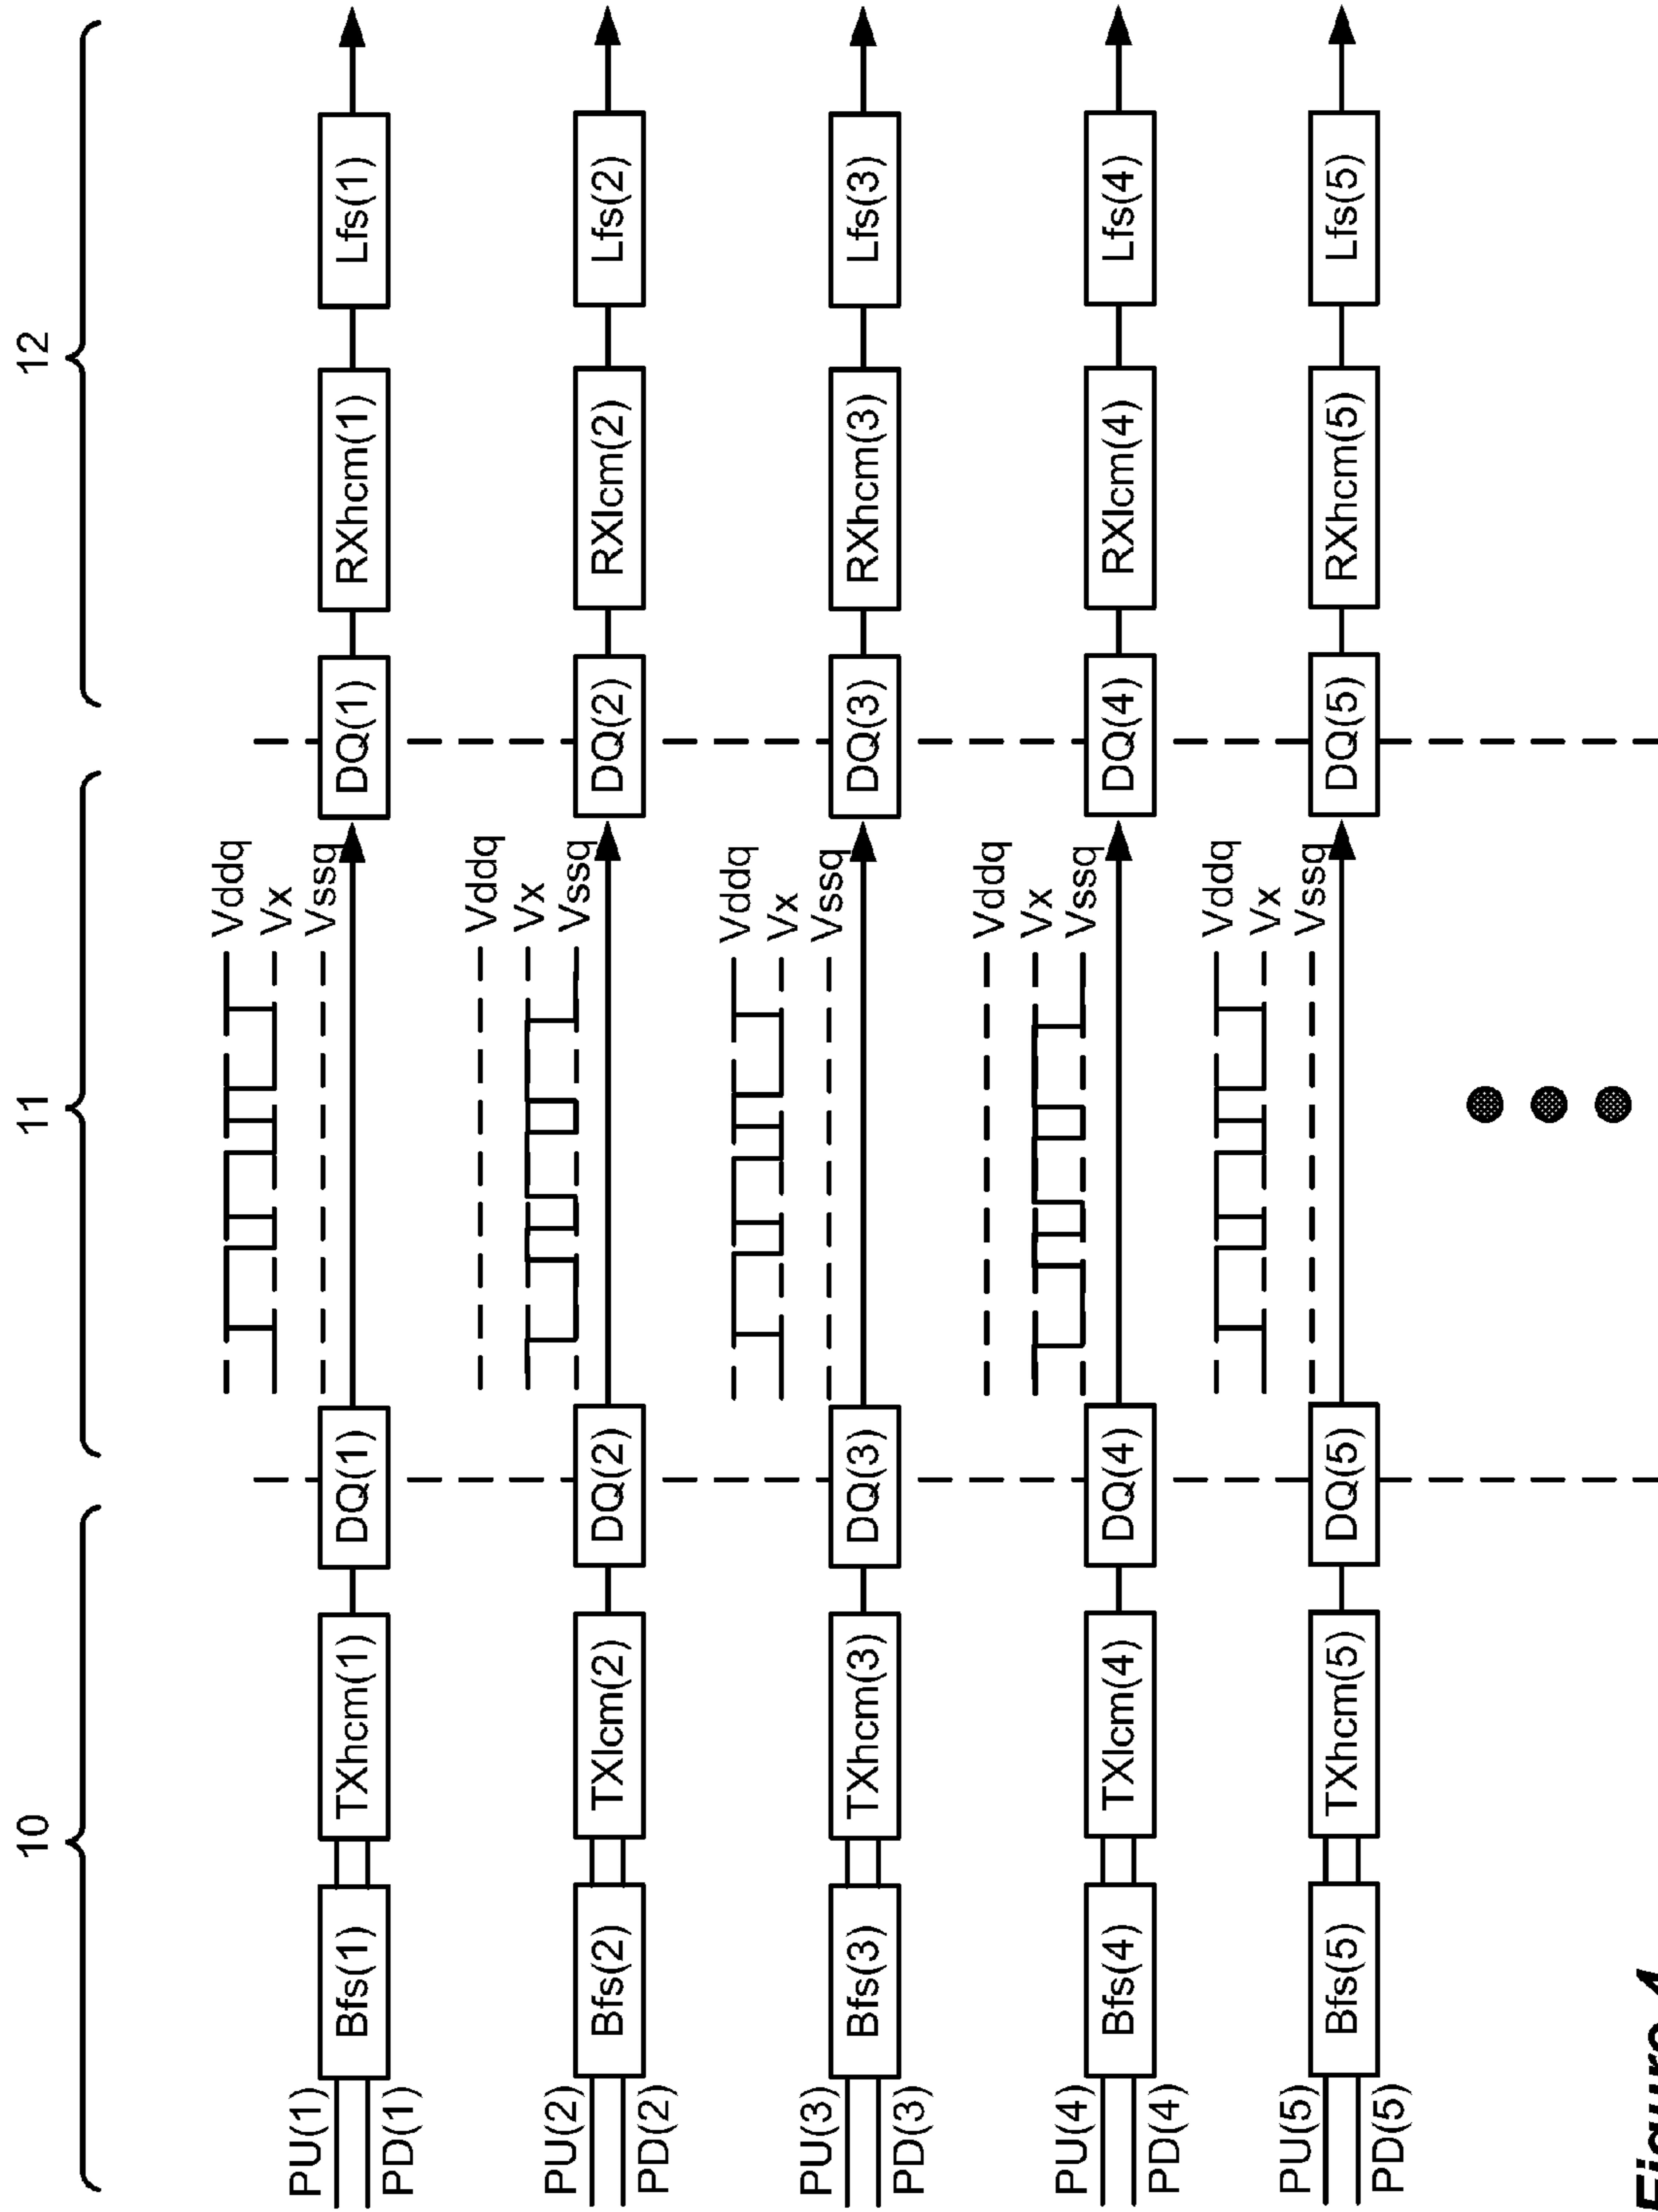 10 11 12
PU(1)
PD(1)
Bfs(1) TXhcm(1) DQ(1) Vddq Vx Vssq DQ(1) RXhcm(1) Lfs(1)
PU(2)
PD(2)
Bfs(2) TXlcm(2) DQ(2) Vddq Vx Vssq DQ(2) RXlcm(2) Lfs(2)
PU(3)
PD(3)
Bfs(3) TXhcm(3) DQ(3) Vddq Vx Vssq DQ(3) RXhcm(3) Lfs(3)
PU(4)
PD(4)
Bfs(4) TXlcm(4) DQ(4) Vddq Vx Vssq DQ(4) RXlcm(4) Lfs(4)
PU(5)
PD(5)
Bfs(5) TXhcm(5) DQ(5) Vddq Vx Vssq DQ(5) RXhcm(5) Lfs(5)
Figure